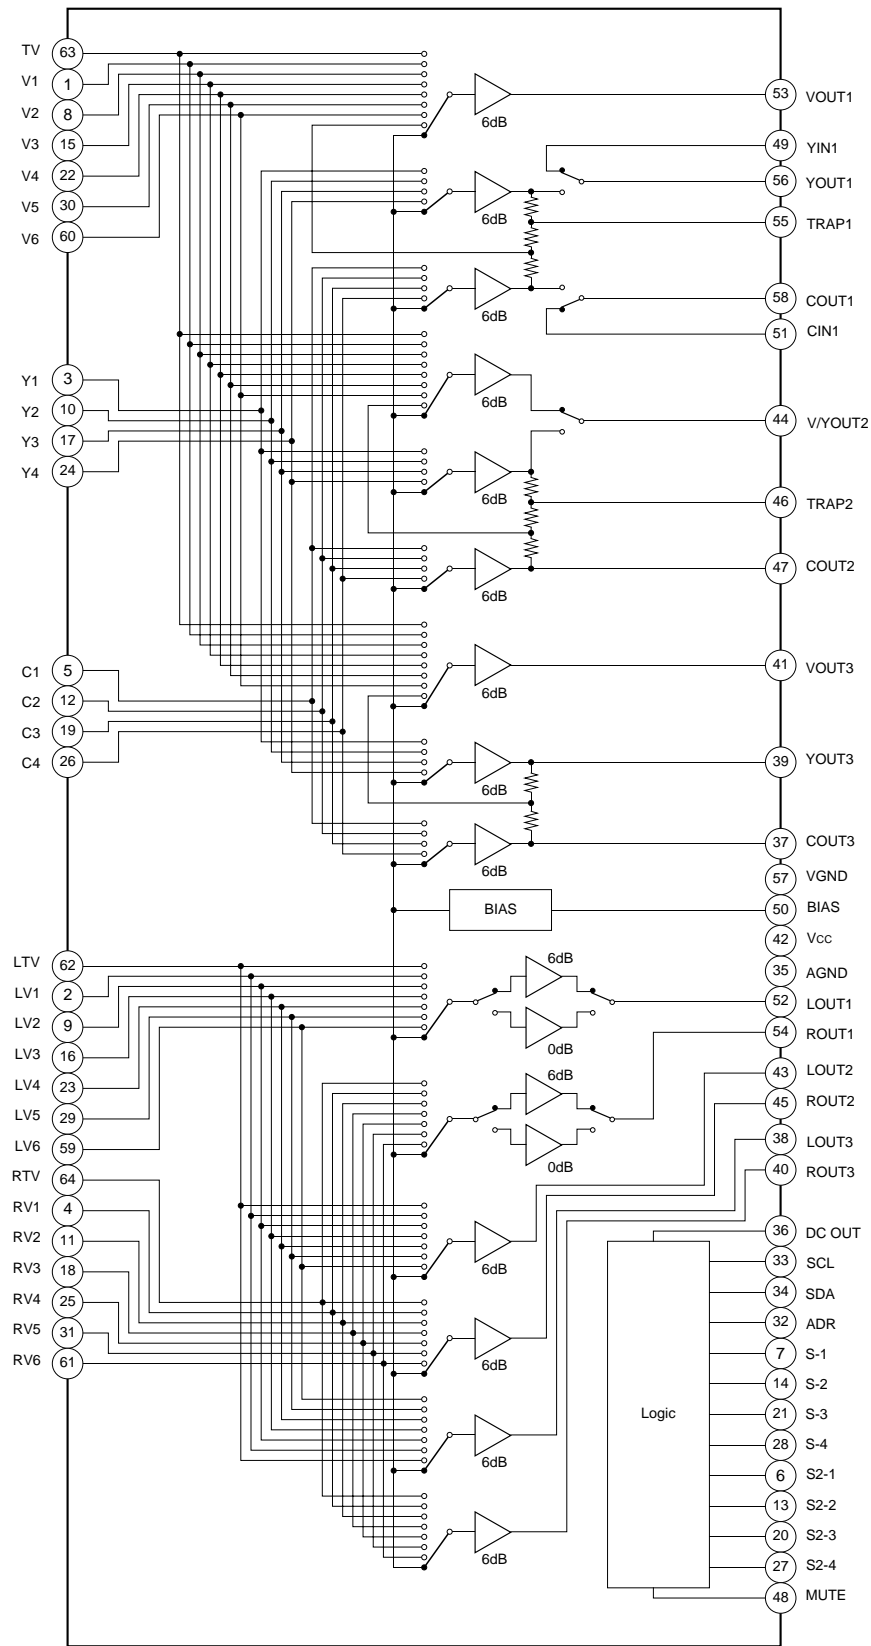 TV 63
V1 1
V2 8
V3 15
V4 22
V5 30
V6 60
Y1 3
Y2 10
Y3 17
Y4 24
C1 5
C2 12
C3 19
C4 26
LTV 62
LV1 2
LV2 9
LV3 16
LV4 23
LV5 29
LV6 59
RTV 64
RV1 4
RV2 11
RV3 18
RV4 25
RV5 31
RV6 61
6dB
6dB
6dB
6dB
6dB
6dB
6dB
6dB
6dB
BIAS
6dB
0dB
6dB
0dB
6dB
6dB
6dB
6dB
Logic
53 VOUT1
49 YIN1
56 YOUT1
55 TRAP1
58 COUT1
51 CIN1
44 V/YOUT2
46 TRAP2
47 COUT2
41 VOUT3
39 YOUT3
37 COUT3
57 VGND
50 BIAS
42 VCC
35 AGND
52 LOUT1
54 ROUT1
43 LOUT2
45 ROUT2
38 LOUT3
40 ROUT3
36 DC OUT
33 SCL
34 SDA
32 ADR
7 S-1
14 S-2
21 S-3
28 S-4
6 S2-1
13 S2-2
20 S2-3
27 S2-4
48 MUTE